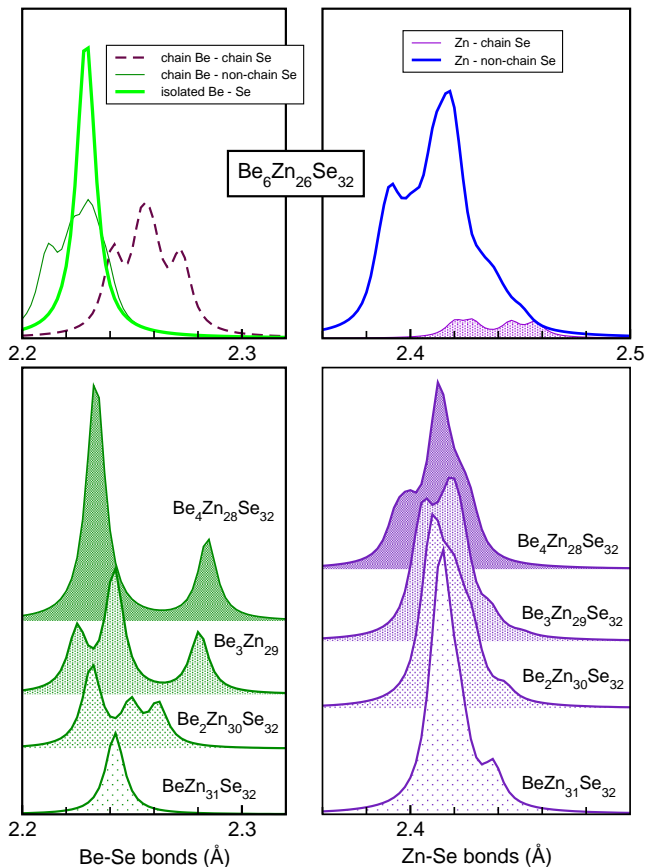 chain Be - chain Se
chain Be - non-chain Se
isolated Be - Se
Zn - chain Se
Zn - non-chain Se
Be6Zn26Se32
2.2
2.3
2.4
2.5
Be4Zn28Se32
Be3Zn29
Be2Zn30Se32
BeZn31Se32
Be4Zn28Se32
Be3Zn29Se32
Be2Zn30Se32
BeZn31Se32
2.2
2.3
2.4
Be-Se bonds (Å)
Zn-Se bonds (Å)